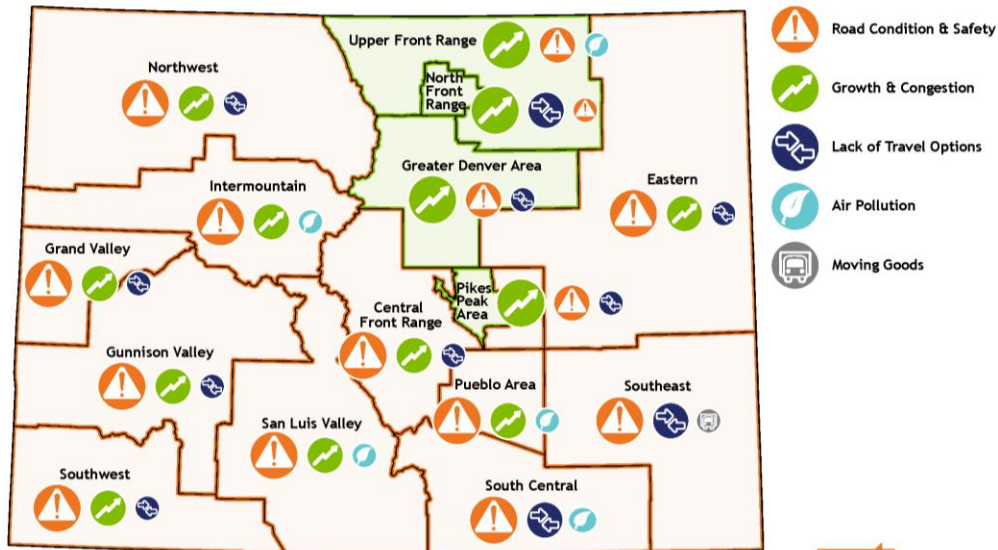 Upper Front Range
Road Condition & Safety
Northwest
North
Front
Range
Growth & Congestion
Lack of Travel Options
Greater Denver Area
Intermountain
Eastern
Air Pollution
Grand Valley
Moving Goods
Pikes
Peak
Area
Central
Front Range
Gunnison Valley
Pueblo Area
Southeast
San Luis Valley
Southwest
South Central